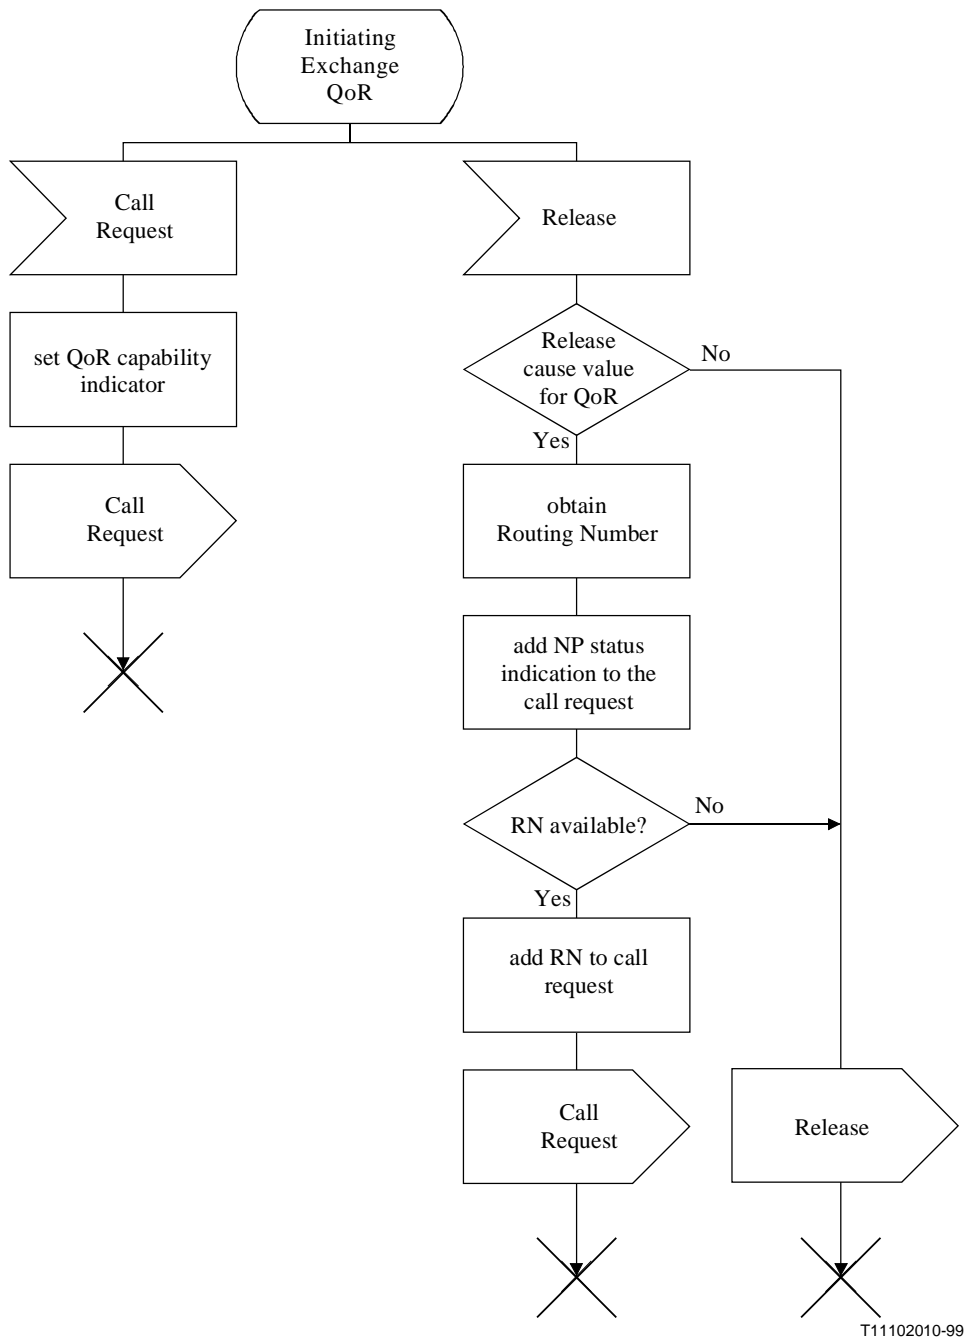 Initiating
Exchange
QoR
Call
Request
Release
set QoR capability
indicator
Release
cause value
for QoR
No
Yes
Call
Request
obtain
Routing Number
add NP status
indication to the
call request
RN available?
No
Yes
add RN to call
request
Call
Request
Release
T11102010-99